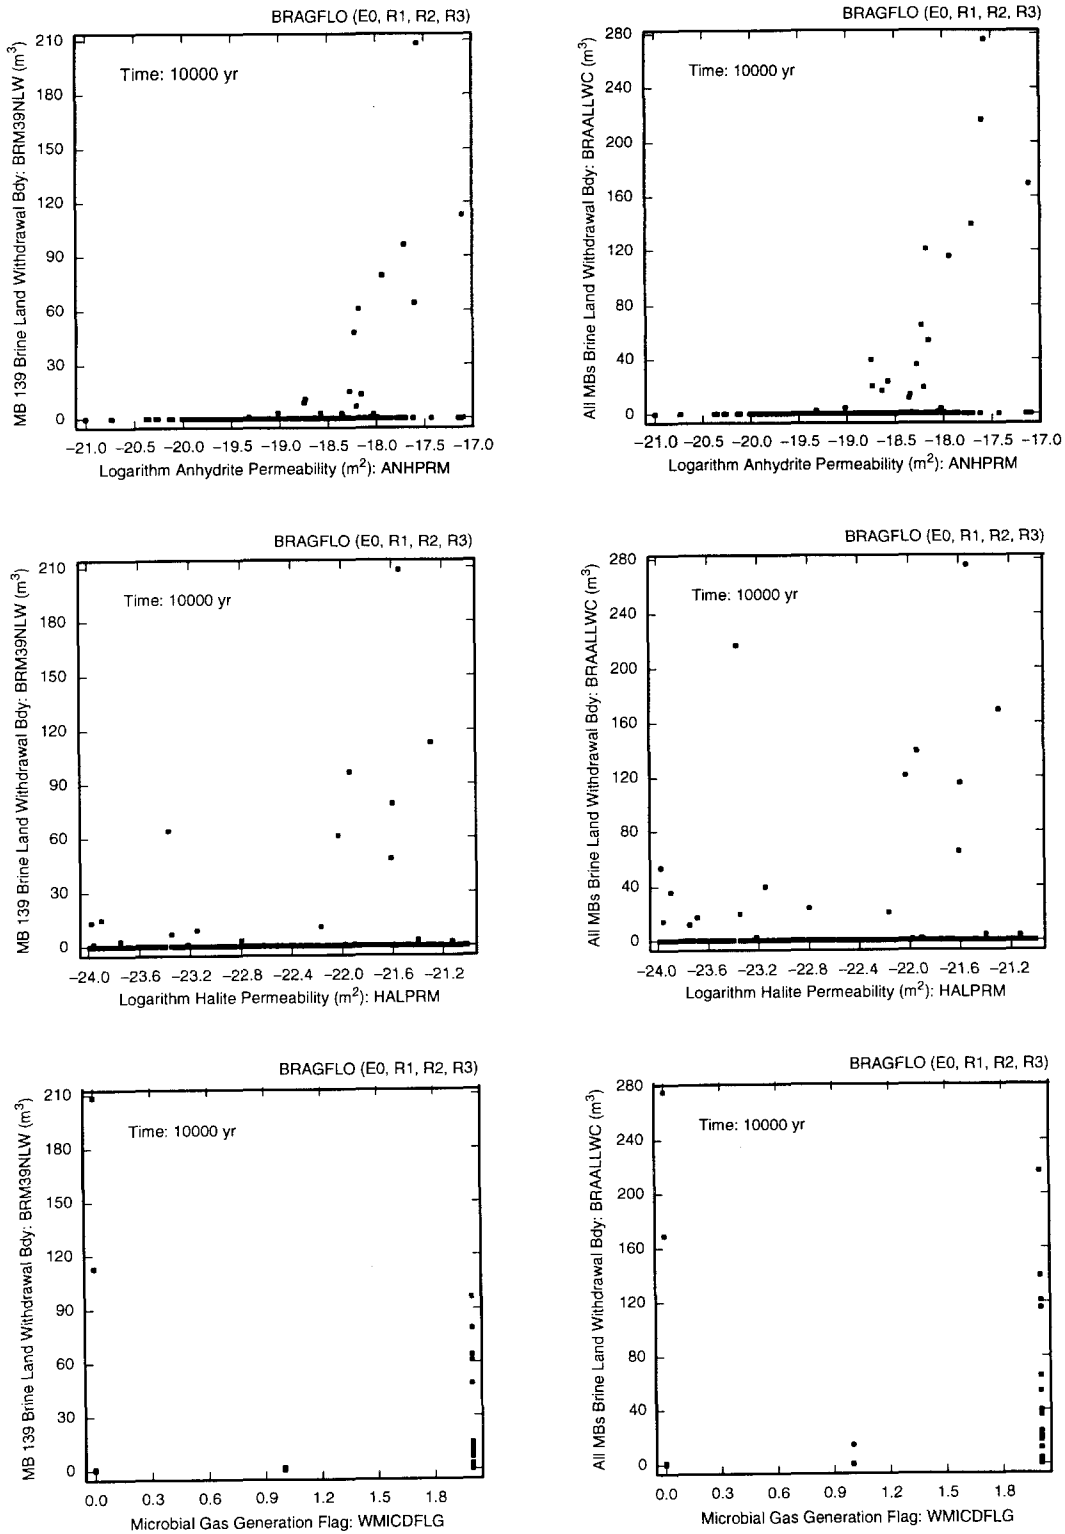 BRAGFLO (E0, R1, R2, R3)
MB 139 Brine Land Withdrawal Bdy: BRM39NLW (m³)
210
180
150
120
90
60
30
0
Time: 10000 yr
−21.0 −20.5 −20.0 −19.5 −19.0 −18.5 −18.0 −17.5 −17.0
Logarithm Anhydrite Permeability (m²): ANHPRM
BRAGFLO (E0, R1, R2, R3)
All MBs Brine Land Withdrawal Bdy: BRAALLWC (m³)
280
240
200
160
120
80
40
0
Time: 10000 yr
−21.0 −20.5 −20.0 −19.5 −19.0 −18.5 −18.0 −17.5 −17.0
Logarithm Anhydrite Permeability (m²): ANHPRM
BRAGFLO (E0, R1, R2, R3)
MB 139 Brine Land Withdrawal Bdy: BRM39NLW (m³)
210
180
150
120
90
60
30
0
Time: 10000 yr
−24.0 −23.6 −23.2 −22.8 −22.4 −22.0 −21.6 −21.2
Logarithm Halite Permeability (m²): HALPRM
BRAGFLO (E0, R1, R2, R3)
All MBs Brine Land Withdrawal Bdy: BRAALLWC (m³)
280
240
200
160
120
80
40
0
Time: 10000 yr
−24.0 −23.6 −23.2 −22.8 −22.4 −22.0 −21.6 −21.2
Logarithm Halite Permeability (m²): HALPRM
BRAGFLO (E0, R1, R2, R3)
MB 139 Brine Land Withdrawal Bdy: BRM39NLW (m³)
210
180
150
120
90
60
30
0
Time: 10000 yr
0.0 0.3 0.6 0.9 1.2 1.5 1.8
Microbial Gas Generation Flag: WMICDFLG
BRAGFLO (E0, R1, R2, R3)
All MBs Brine Land Withdrawal Bdy: BRAALLWC (m³)
280
240
200
160
120
80
40
0
Time: 10000 yr
0.0 0.3 0.6 0.9 1.2 1.5 1.8
Microbial Gas Generation Flag: WMICDFLG